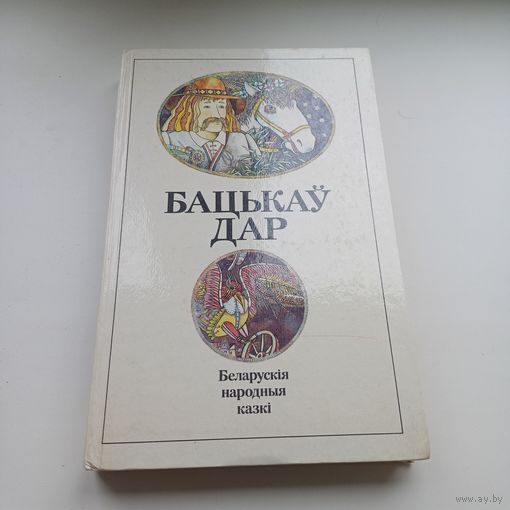 БАЦЬКАЎ
ДАР
Беларускія
народныя
казкі
www.ay.by